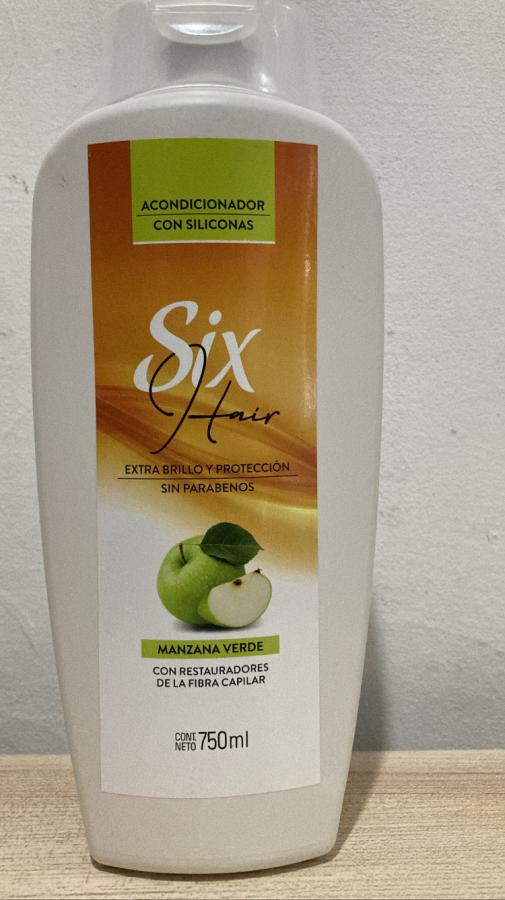 ACONDICIONADOR
CON SILICONAS
Six
Hair
EXTRA BRILLO Y PROTECCIÓN
SIN PARABENOS
MANZANA VERDE
CON RESTAURADORES
DE LA FIBRA CAPILAR
CONT.
NETO 750ml